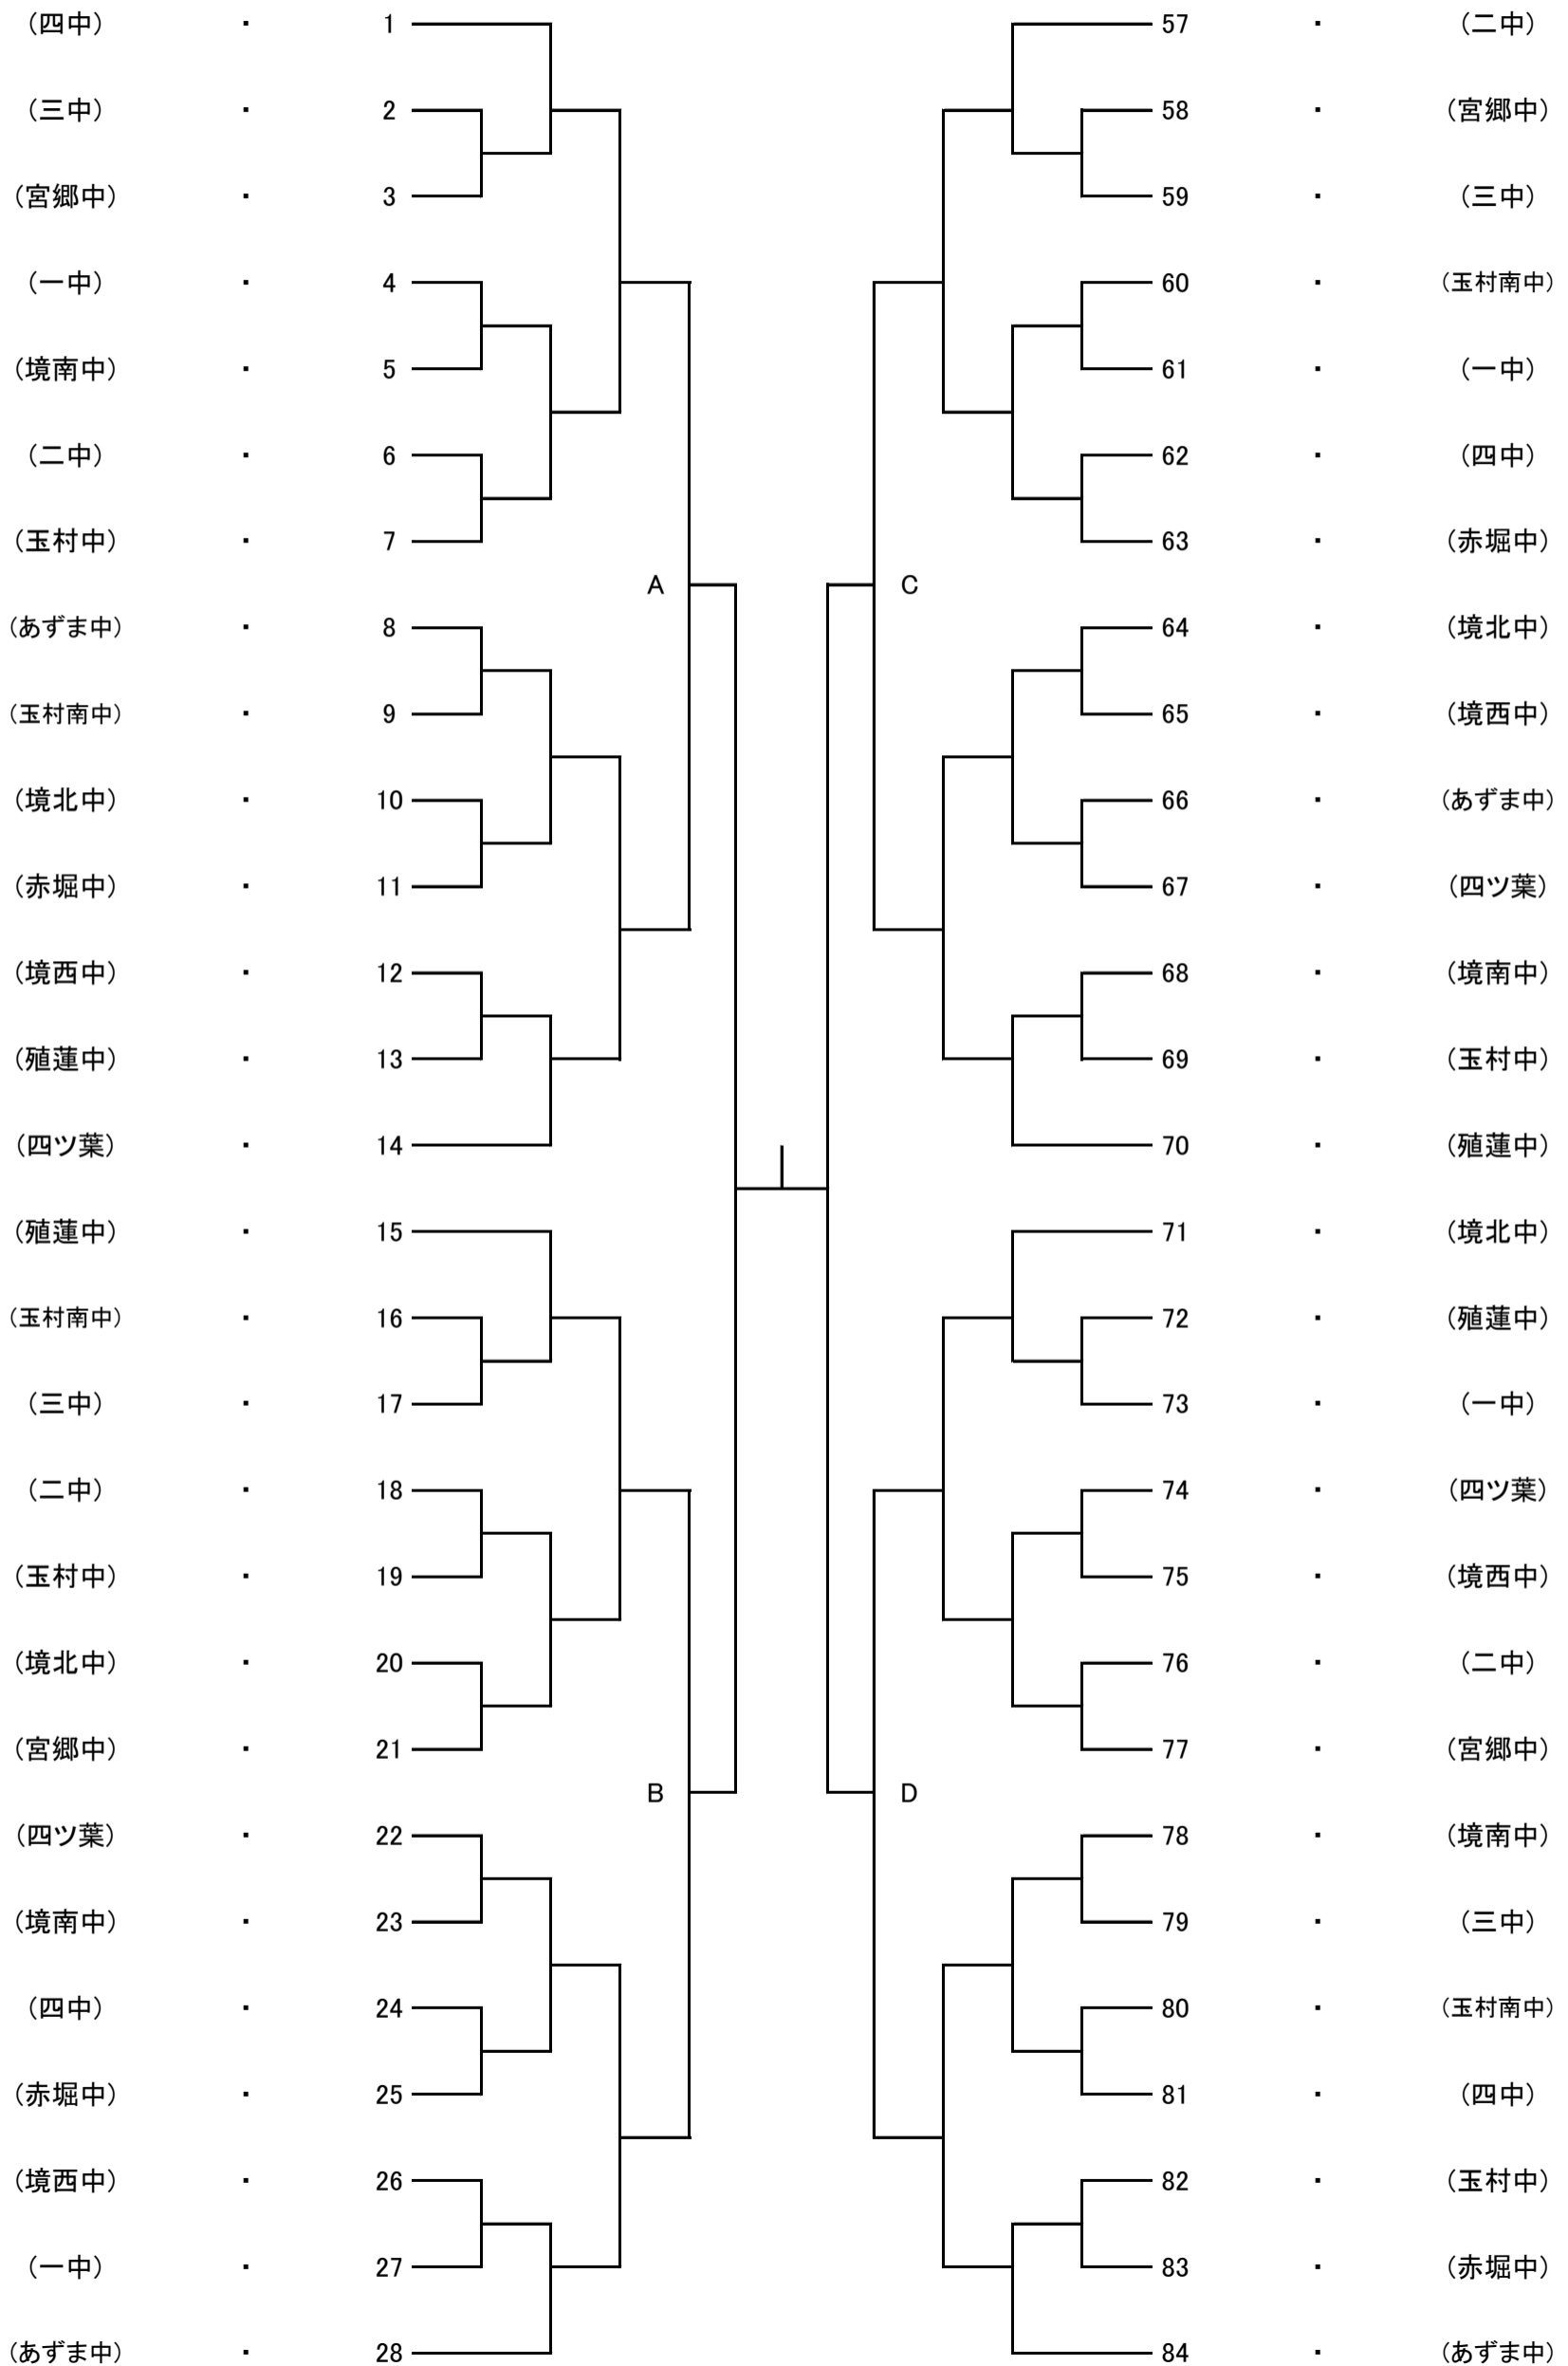 (四中) ・ 1 57 ・ (二中)
(三中) ・ 2 58 ・ (宮郷中)
(宮郷中) ・ 3 59 ・ (三中)
(一中) ・ 4 60 ・ (玉村南中)
(境南中) ・ 5 61 ・ (一中)
(二中) ・ 6 62 ・ (四中)
(玉村中) ・ 7 63 ・ (赤堀中)
A C
(あずま中) ・ 8 64 ・ (境北中)
(玉村南中) ・ 9 65 ・ (境西中)
(境北中) ・ 10 66 ・ (あずま中)
(赤堀中) ・ 11 67 ・ (四ツ葉)
(境西中) ・ 12 68 ・ (境南中)
(殖蓮中) ・ 13 69 ・ (玉村中)
(四ツ葉) ・ 14 70 ・ (殖蓮中)
(殖蓮中) ・ 15 71 ・ (境北中)
(玉村南中) ・ 16 72 ・ (殖蓮中)
(三中) ・ 17 73 ・ (一中)
(二中) ・ 18 74 ・ (四ツ葉)
(玉村中) ・ 19 75 ・ (境西中)
(境北中) ・ 20 76 ・ (二中)
(宮郷中) ・ 21 77 ・ (宮郷中)
B D
(四ツ葉) ・ 22 78 ・ (境南中)
(境南中) ・ 23 79 ・ (三中)
(四中) ・ 24 80 ・ (玉村南中)
(赤堀中) ・ 25 81 ・ (四中)
(境西中) ・ 26 82 ・ (玉村中)
(一中) ・ 27 83 ・ (赤堀中)
(あずま中) ・ 28 84 ・ (あずま中)